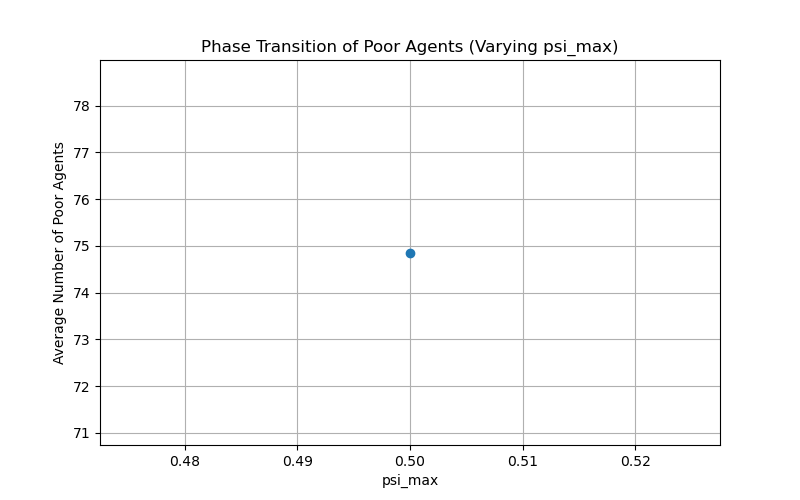 Phase Transition of Poor Agents (Varying psi_max)
Average Number of Poor Agents
78
77
76
75
74
73
72
71
0.48 0.49 0.50 0.51 0.52
psi_max